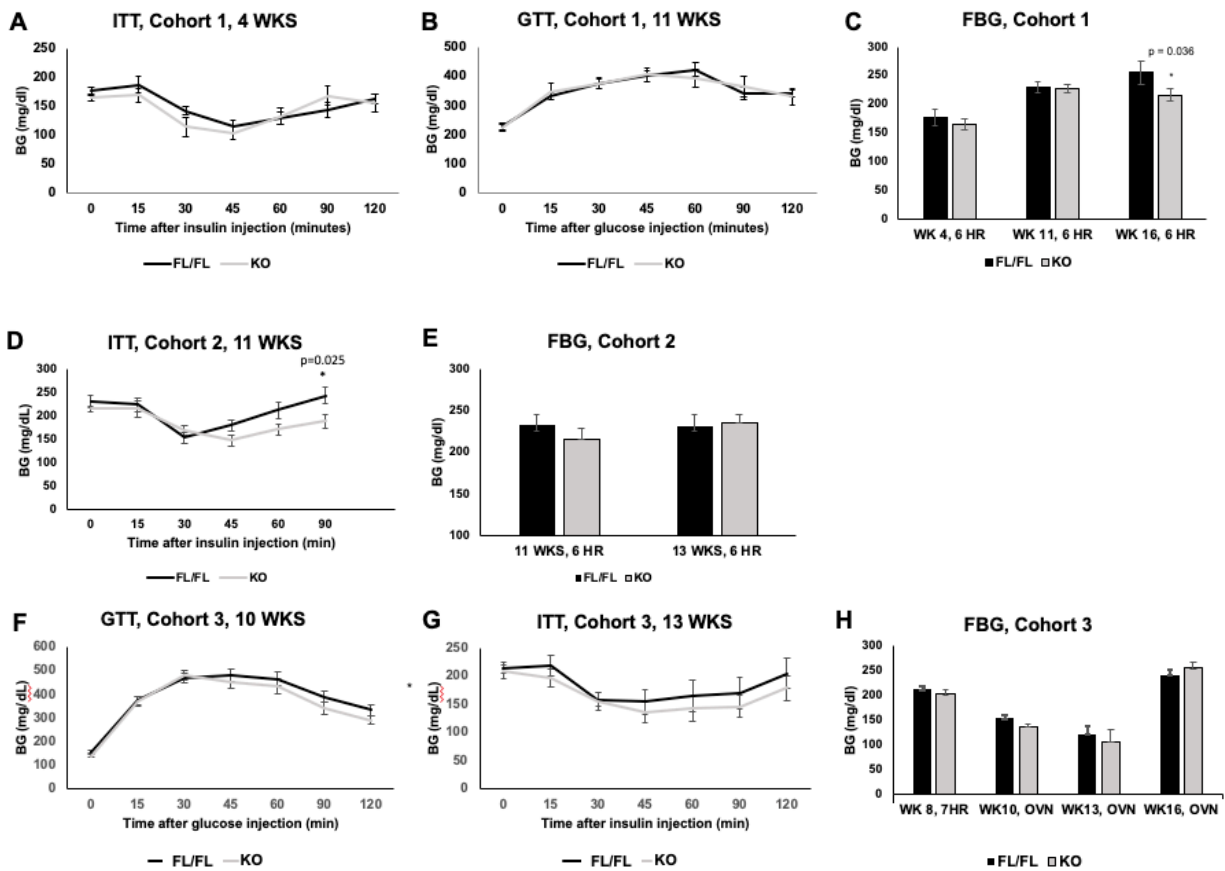 A
ITT, Cohort 1, 4 WKS
BG (mg/dl)
250
200
150
100
50
0
0 15 30 45 60 90 120
Time after insulin injection (minutes)
FL/FL KO
B
GTT, Cohort 1, 11 WKS
BG (mg/dl)
500
400
300
200
100
0
0 15 30 45 60 90 120
Time after glucose injection (minutes)
FL/FL KO
C
FBG, Cohort 1
p = 0.036
*
BG (mg/dl)
300
250
200
150
100
50
0
WK 4, 6 HR WK 11, 6 HR WK 16, 6 HR
FL/FL KO
D
ITT, Cohort 2, 11 WKS
p=0.025
*
BG (mg/dL)
300
250
200
150
100
50
0
0 15 30 45 60 90
Time after insulin injection (min)
FL/FL KO
E
FBG, Cohort 2
BG (mg/dl)
300
250
200
150
100
11 WKS, 6 HR 13 WKS, 6 HR
FL/FL KO
F
GTT, Cohort 3, 10 WKS
BG (mg/dL)
600
500
400
300
200
100
0
0 15 30 45 60 90 120
Time after glucose injection (min)
FL/FL KO
*
G
ITT, Cohort 3, 13 WKS
BG (mg/dL)
250
200
150
100
50
0
0 15 30 45 60 90 120
Time after insulin injection (min)
FL/FL KO
H
FBG, Cohort 3
BG (mg/dl)
300
250
200
150
100
50
0
WK 8, 7HR WK10, OVN WK13, OVN WK16, OVN
FL/FL KO